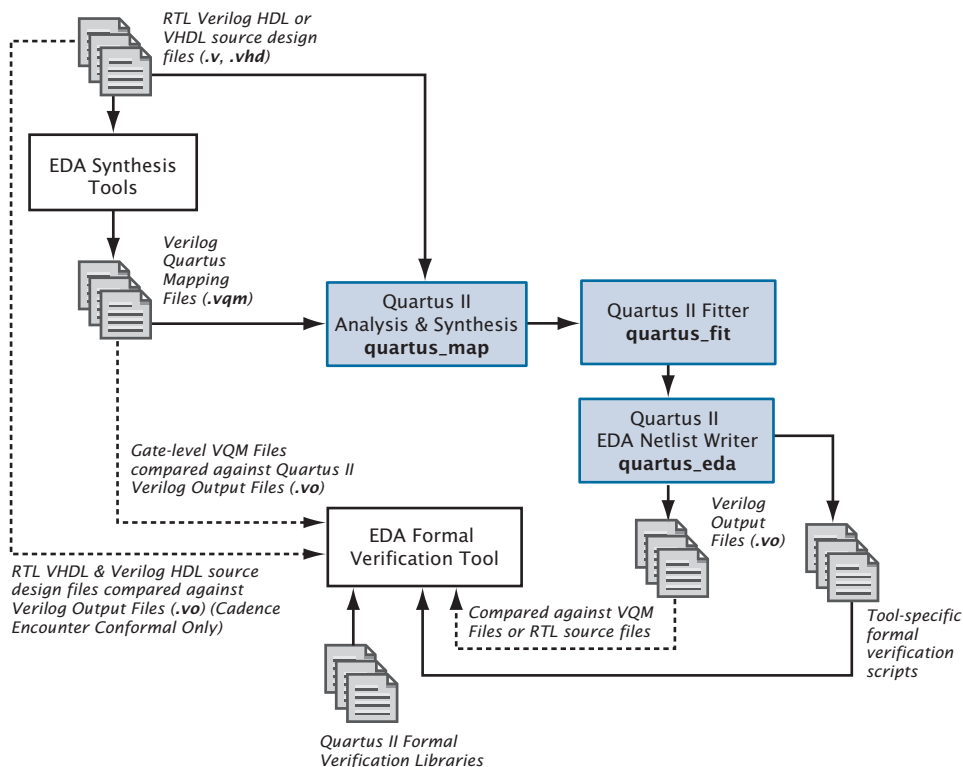 RTL Verilog HDL or
VHDL source design
files (.v, .vhd)
EDA Synthesis
Tools
Verilog
Quartus
Mapping
Files (.vqm)
Quartus II
Analysis & Synthesis
quartus_map
Quartus II Fitter
quartus_fit
Quartus II
EDA Netlist Writer
quartus_eda
Gate-level VQM Files
compared against Quartus II
Verilog Output Files (.vo)
Verilog
Output
Files (.vo)
EDA Formal
Verification Tool
RTL VHDL & Verilog HDL source
design files compared against
Verilog Output Files (.vo) (Cadence
Encounter Conformal Only)
Compared against VQM
Files or RTL source files
Tool-specific
formal
verification
scripts
Quartus II Formal
Verification Libraries